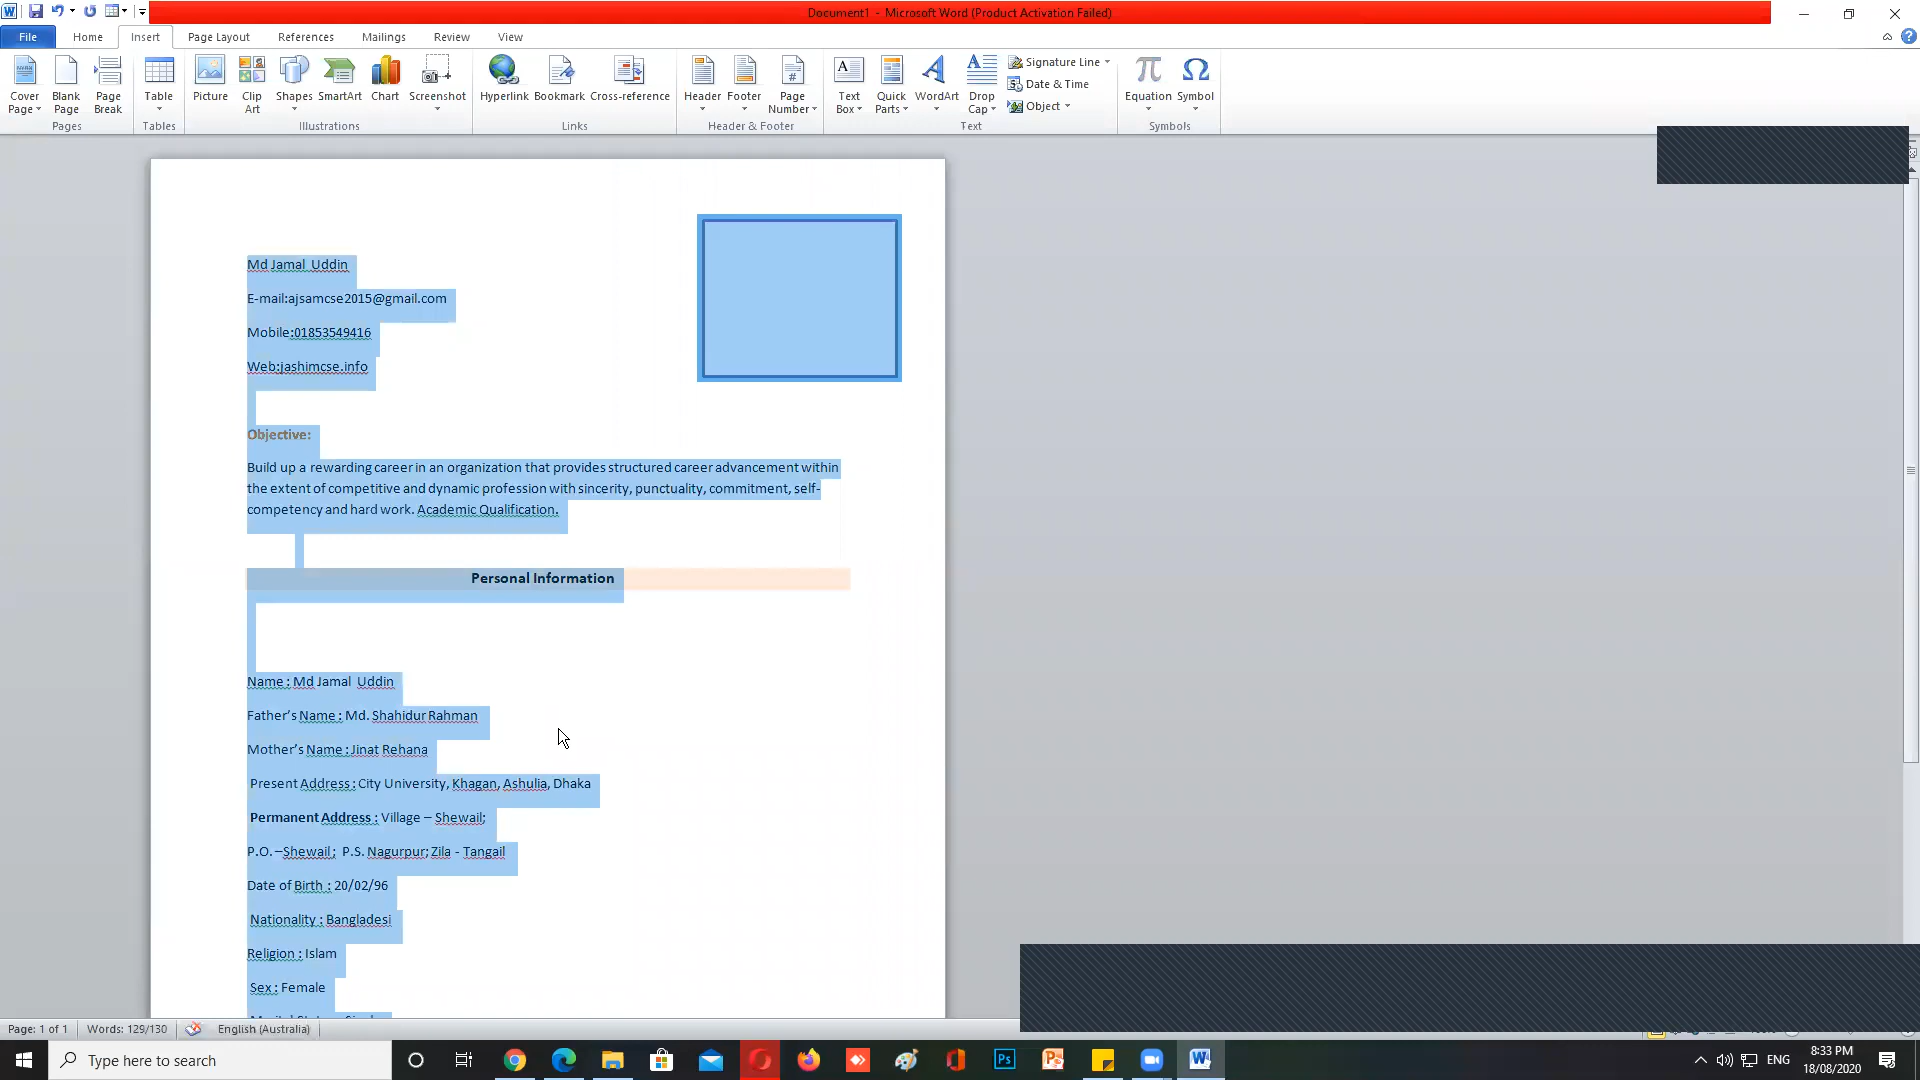 Document1 - Microsoft Word (Product Activation Failed)
File Home Insert Page Layout References Mailings Review View
Cover Page Blank Page Page Break Table Picture Clip Art Shapes SmartArt Chart Screenshot Hyperlink Bookmark Cross-reference Header Footer Page Number Text Box Quick Parts WordArt Drop Cap Equation Symbol
Signature Line
Date & Time
Object
Pages Tables Illustrations Links Header & Footer Text Symbols
Md Jamal Uddin
E-mail:ajsamcse2015@gmail.com
Mobile:01853549416
Web:jashimcse.info
Objective:
Build up a rewarding career in an organization that provides structured career advancement within
the extent of competitive and dynamic profession with sincerity, punctuality, commitment, self-
competency and hard work. Academic Qualification.
Personal Information
Name : Md Jamal Uddin
Father’s Name : Md. Shahidur Rahman
Mother’s Name :Jinat Rehana
Present Address : City University, Khagan, Ashulia, Dhaka
Permanent Address : Village – Shewail;
P.O. –Shewail ; P.S. Nagurpur; Zila - Tangail
Date of Birth : 20/02/96
Nationality : Bangladesi
Religion : Islam
Sex : Female
Page: 1 of 1 Words: 129/130 English (Australia)
Type here to search
ENG
8:33 PM
18/08/2020